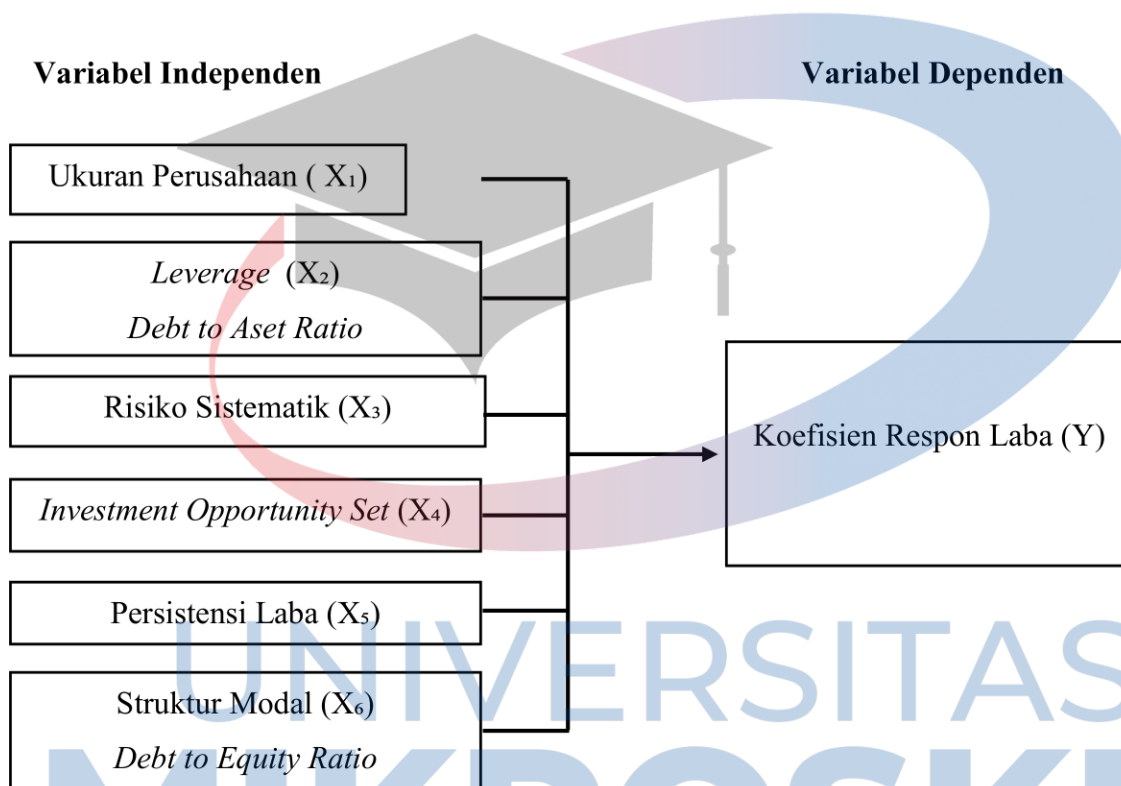 Variabel Independen
Variabel Dependen
Ukuran Perusahaan ( X₁)
Leverage (X₂)
Debt to Aset Ratio
Risiko Sistematik (X₃)
Koefisien Respon Laba (Y)
Investment Opportunity Set (X₄)
Persistensi Laba (X₅)
UNIVERSITAS
Struktur Modal (X₆)
Debt to Equity Ratio